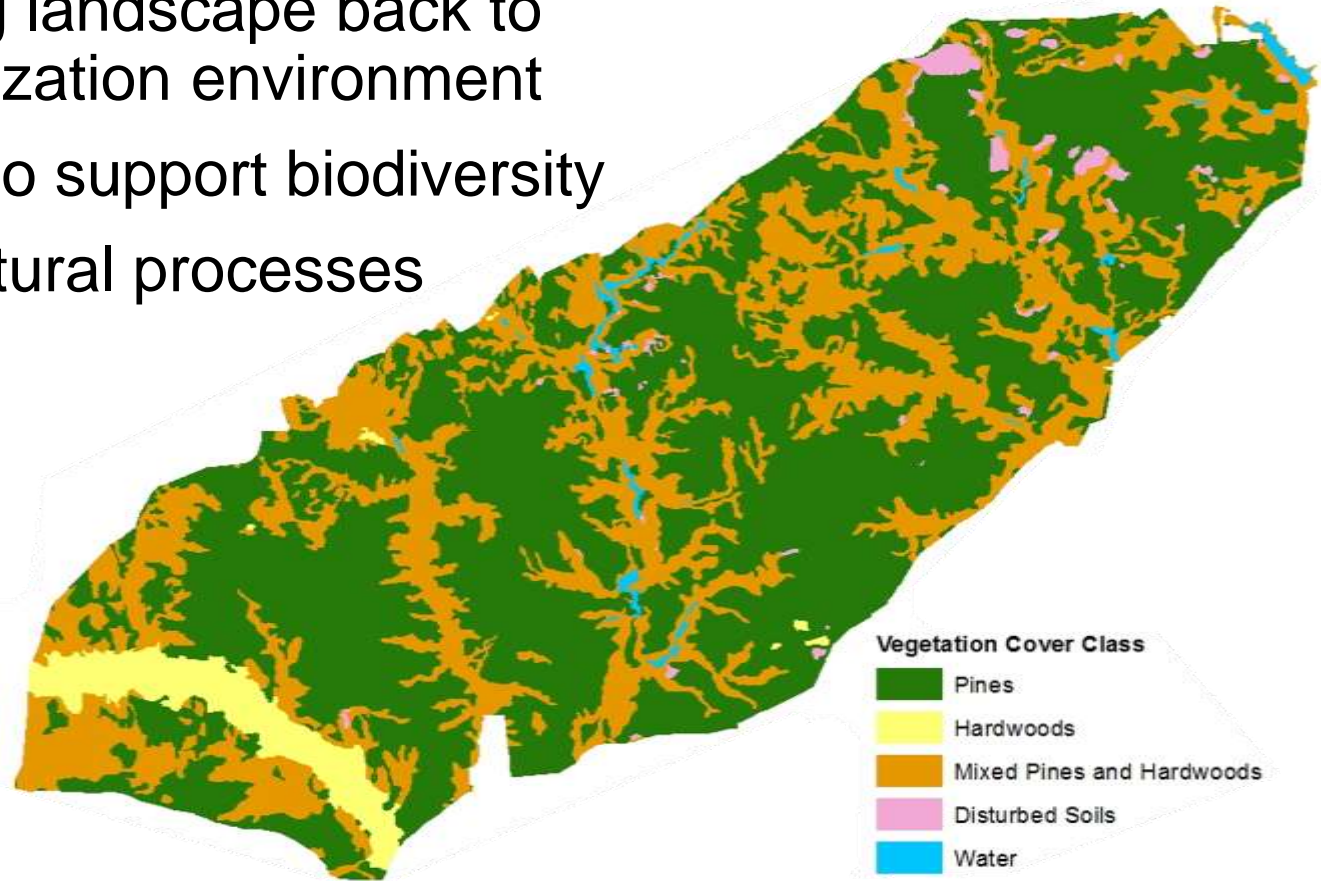 landscape back to
ization environment
o support biodiversity
tural processes
Vegetation Cover Class
Pines
Hardwoods
Mixed Pines and Hardwoods
Disturbed Soils
Water